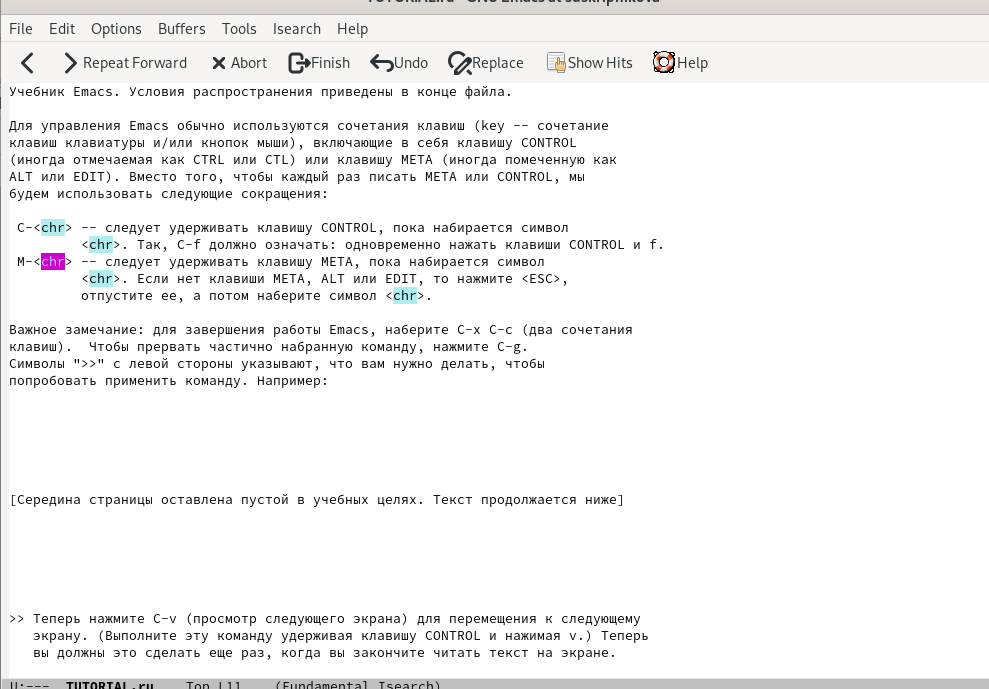 TUTORIAL.ru - GNU Emacs at
File Edit Options Buffers Tools Isearch Help
Repeat Forward Abort Finish Undo Replace Show Hits Help
Учебник Emacs. Условия распространения приведены в конце файла.
Для управления Emacs обычно используются сочетания клавиш (key -- сочетание
клавиш клавиатуры и/или кнопок мыши), включающие в себя клавишу CONTROL
(иногда отмечаемая как CTRL или CTL) или клавишу META (иногда помеченную как
ALT или EDIT). Вместо того, чтобы каждый раз писать META или CONTROL, мы
будем использовать следующие сокращения:
C-<chr> -- следует удерживать клавишу CONTROL, пока набирается символ
<chr>. Так, C-f должно означать: одновременно нажать клавиши CONTROL и f.
M-<chr> -- следует удерживать клавишу META, пока набирается символ
<chr>. Если нет клавиши META, ALT или EDIT, то нажмите <ESC>,
отпустите ее, а потом наберите символ <chr>.
Важное замечание: для завершения работы Emacs, наберите C-x C-c (два сочетания
клавиш).  Чтобы прервать частично набранную команду, нажмите C-g.
Символы ">>" с левой стороны указывают, что вам нужно делать, чтобы
попробовать применить команду. Например:
[Середина страницы оставлена пустой в учебных целях. Текст продолжается ниже]
>> Теперь нажмите C-v (просмотр следующего экрана) для перемещения к следующему
экрану. (Выполните эту команду удерживая клавишу CONTROL и нажимая v.) Теперь
вы должны это сделать еще раз, когда вы закончите читать текст на экране.
U:--- TUTORIAL.ru Top L11 (Fundamental Isearch)